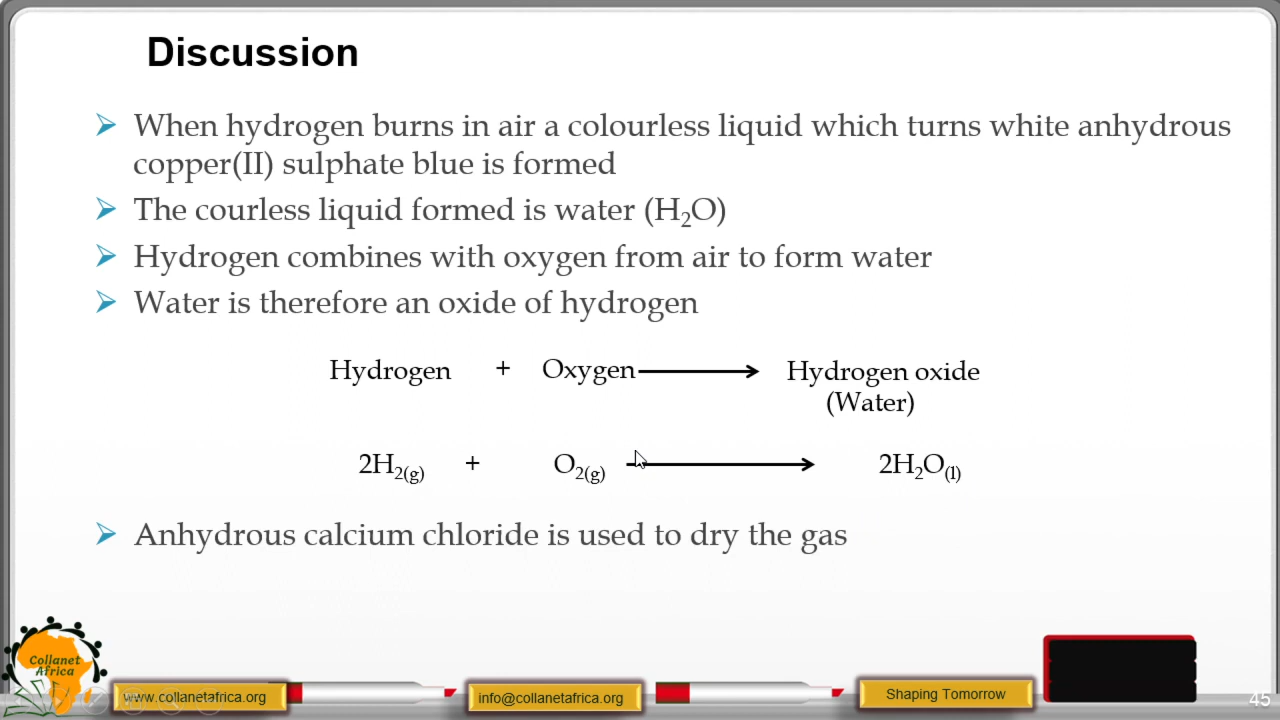 Discussion
When hydrogen burns in air a colourless liquid which turns white anhydrous
copper(II) sulphate blue is formed
The courless liquid formed is water (H₂O)
Hydrogen combines with oxygen from air to form water
Water is therefore an oxide of hydrogen
Hydrogen + Oxygen → Hydrogen oxide
(Water)
2H₂(g) + O₂(g) → 2H₂O(l)
Anhydrous calcium chloride is used to dry the gas
Collanet
Africa
www.collanetafrica.org
info@collanetafrica.org
Shaping Tomorrow
45